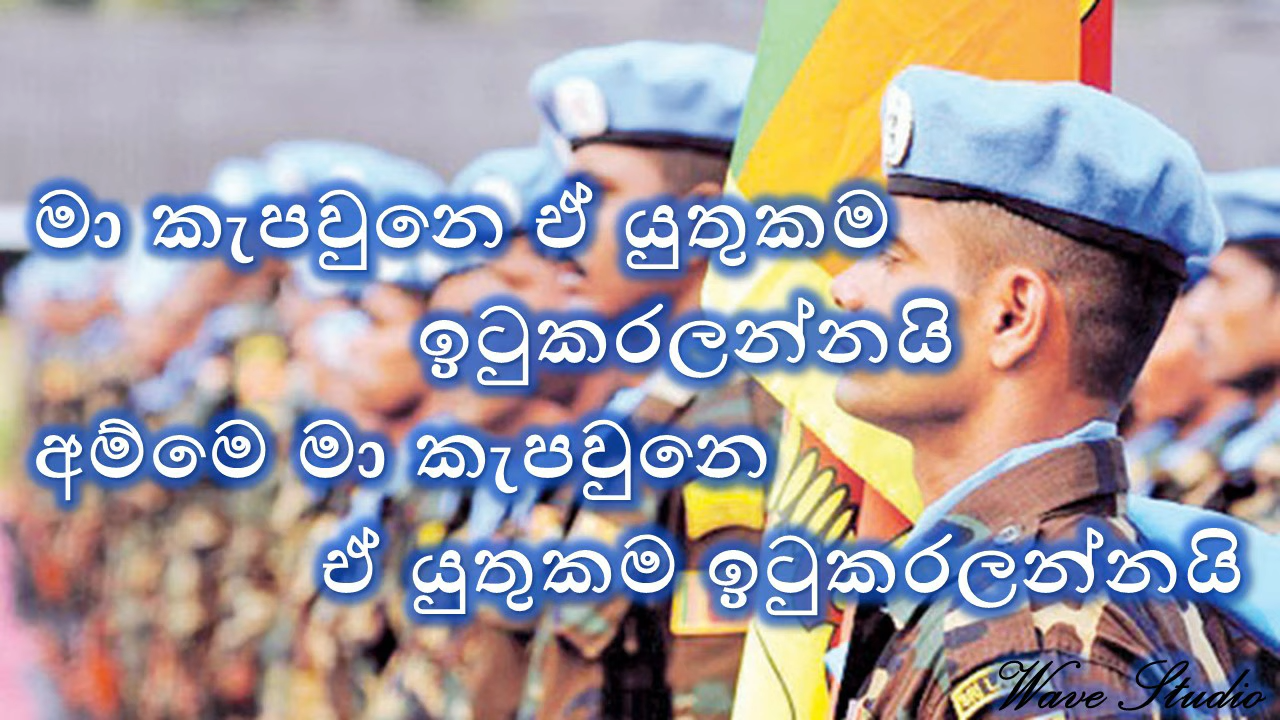 මා කැපවුනෙ ඒ යුතුකම
ඉටුකරලන්නයි
අම්මෙ මා කැපවුනෙ
ඒ යුතුකම ඉටුකරලන්නයි
Wave Studio